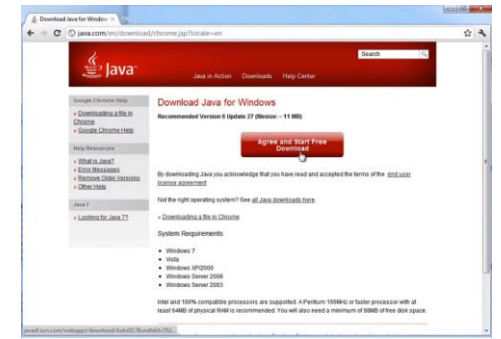 Download Java for Window
java.com/en/download/chrome.jsp?locale=en
Search
Java
Java in Action Downloads Help Center
Google Chrome Help
» Downloading a file in
Chrome
» Google Chrome Help
Help Resources
» What is Java?
» Error Messages
» Remove Older Versions
» Other Help
Java 7
» Looking for Java 7?
Download Java for Windows
Recommended Version 6 Update 27 (filesize: ~ 11 MB)
Agree and Start Free
Download
By downloading Java you acknowledge that you have read and accepted the terms of the end user
license agreement
Not the right operating system? See all Java downloads here.
» Downloading a file in Chrome
System Requirements
• Windows 7
• Vista
• Windows XP/2000
• Windows Server 2008
• Windows Server 2003
Intel and 100% compatible processors are supported. A Pentium 166MHz or faster processor with at
least 64MB of physical RAM is recommended. You will also need a minimum of 98MB of free disk space.